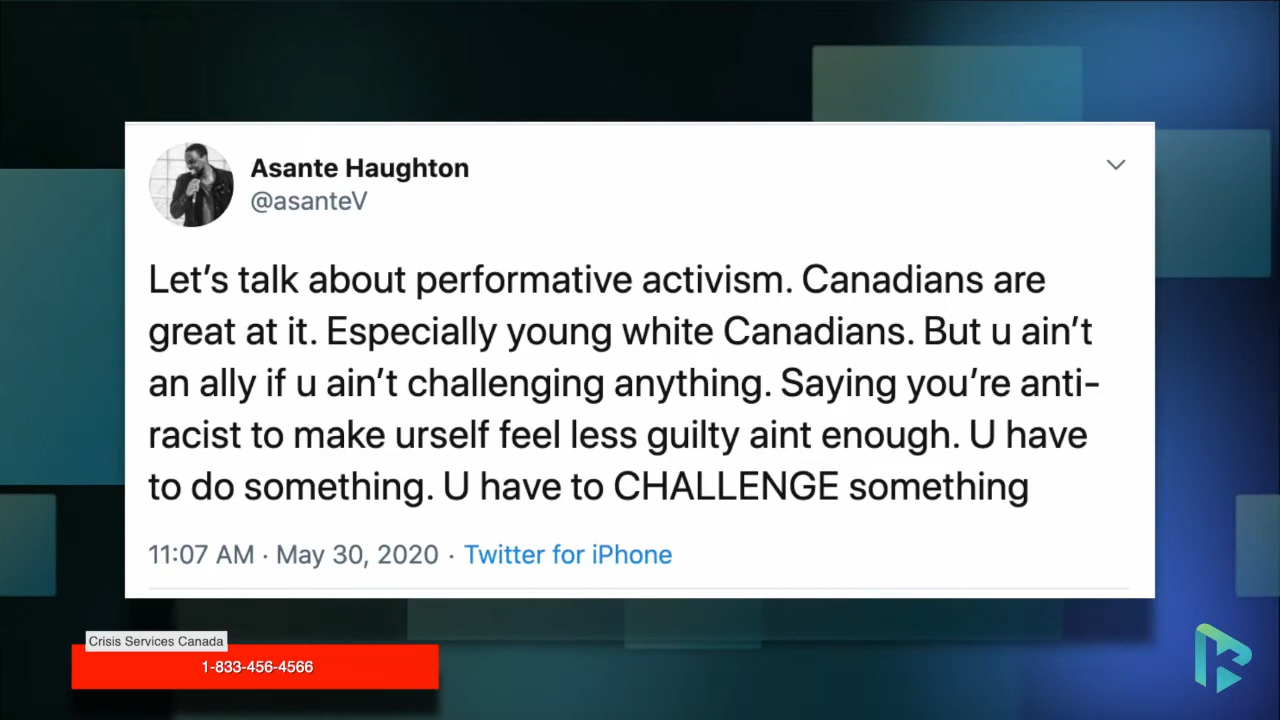 Asante Haughton
@asanteV
Let’s talk about performative activism. Canadians are
great at it. Especially young white Canadians. But u ain’t
an ally if u ain’t challenging anything. Saying you’re anti-
racist to make urself feel less guilty aint enough. U have
to do something. U have to CHALLENGE something
11:07 AM · May 30, 2020 · Twitter for iPhone
Crisis Services Canada
1-833-456-4566